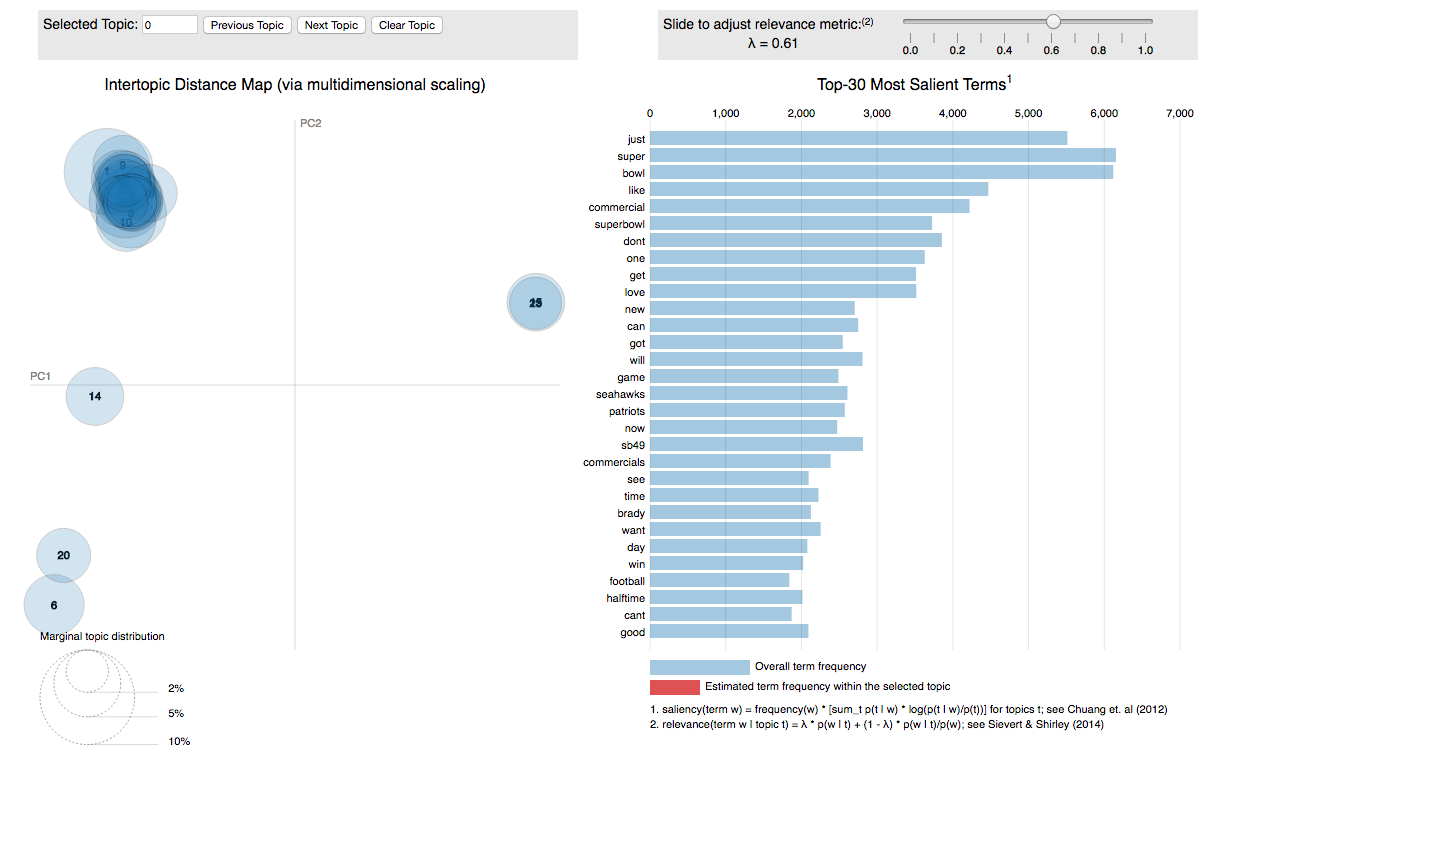 Selected Topic: 0 Previous Topic Next Topic Clear Topic
Slide to adjust relevance metric:(2)
λ = 0.61
0.0 0.2 0.4 0.6 0.8 1.0
Intertopic Distance Map (via multidimensional scaling)
PC2
PC1
1
9
10
14
20
6
Marginal topic distribution
2%
5%
10%
Top-30 Most Salient Terms1
0 1,000 2,000 3,000 4,000 5,000 6,000 7,000
just
super
bowl
like
commercial
superbowl
dont
one
get
love
new
can
got
will
game
seahawks
patriots
now
sb49
commercials
see
time
brady
want
day
win
football
halftime
cant
good
Overall term frequency
Estimated term frequency within the selected topic
1. saliency(term w) = frequency(w) * [sum_t p(t | w) * log(p(t | w)/p(t))] for topics t; see Chuang et. al (2012)
2. relevance(term w | topic t) = λ * p(w | t) + (1 - λ) * p(w | t)/p(w); see Sievert & Shirley (2014)